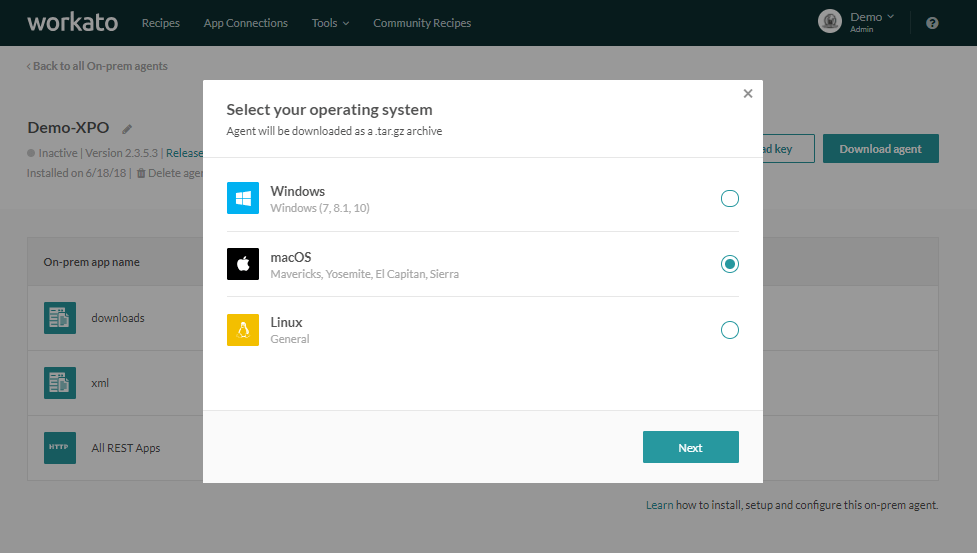 workato
Recipes
App Connections
Tools
Community Recipes
Demo
Admin
?
‹ Back to all On-prem agents
Demo-XPO
Inactive | Version 2.3.5.3 | Release
Installed on 6/18/18 | Delete agen
key
Download agent
Select your operating system
Agent will be downloaded as a .tar.gz archive
Windows
Windows (7, 8.1, 10)
macOS
Mavericks, Yosemite, El Capitan, Sierra
Linux
General
Next
On-prem app name
downloads
xml
HTTP
All REST Apps
Learn how to install, setup and configure this on-prem agent.